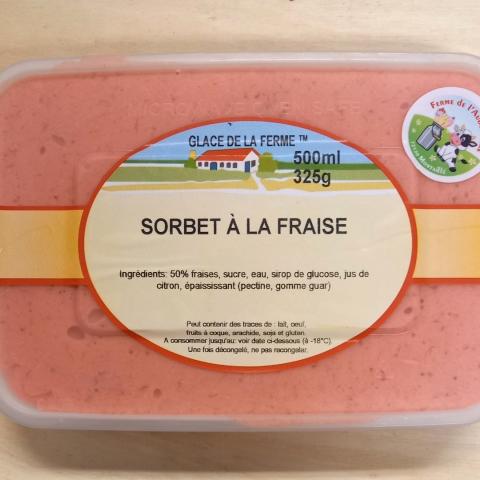 GLACE DE LA FERME ™
500ml
325g
SORBET À LA FRAISE
Ingrédients: 50% fraises, sucre, eau, sirop de glucose, jus de
citron, épaississant (pectine, gomme guar)
Peut contenir des traces de : lait, oeuf,
fruits à coque, arachide, soja et gluten.
A consommer jusqu'au: voir date ci-dessous (à -18°C)
Une fois décongelé, ne pas recongeler.
FERME DE